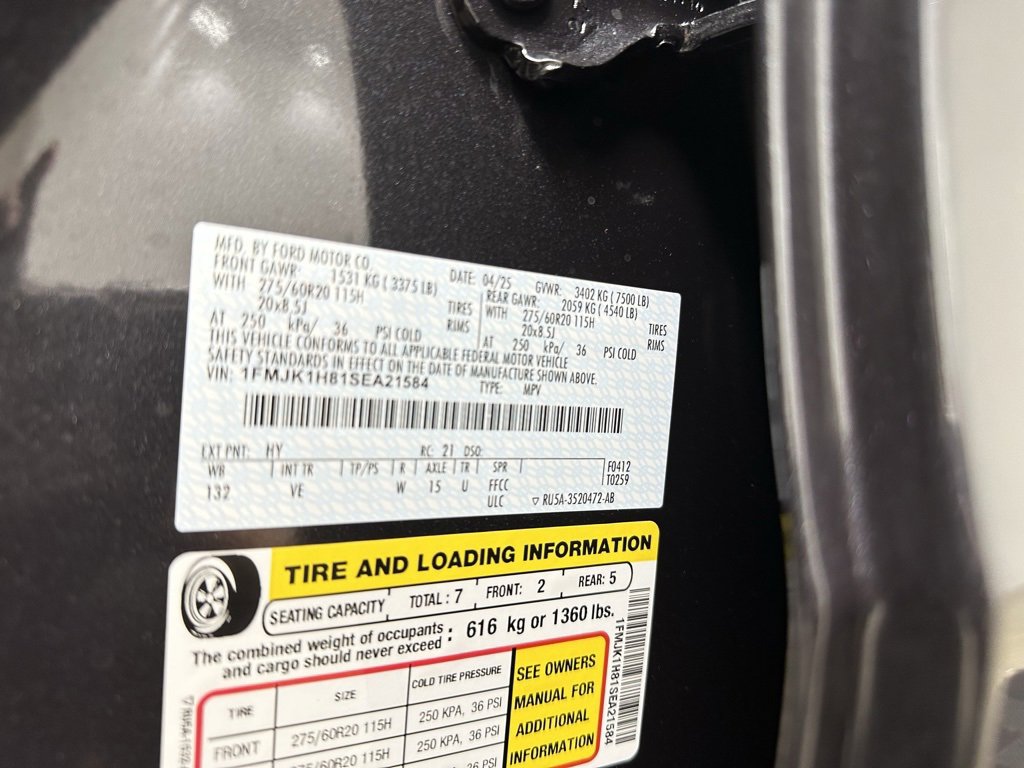 MFD. BY FORD MOTOR CO.
DATE: 04/25 GVWR: 3402 KG ( 7500 LB)
FRONT GAWR: 1531 KG ( 3375 LB) REAR GAWR: 2059 KG ( 4540 LB)
WITH 275/60R20 115H TIRES WITH 275/60R20 115H TIRES
20x8.5J RIMS 20x8.5J RIMS
AT 250 kPa/ 36 PSI COLD AT 250 kPa/ 36 PSI COLD
THIS VEHICLE CONFORMS TO ALL APPLICABLE FEDERAL MOTOR VEHICLE
SAFETY STANDARDS IN EFFECT ON THE DATE OF MANUFACTURE SHOWN ABOVE.
VIN: 1FMJK1H81SEA21584 TYPE: MPV
EXT PNT: HY RC: 21 DSO:
WB INT TR TP/PS R AXLE TR SPR F0412
132 VE W 15 U FFCC T0259
ULC ▽ RU5A-3520472-AB
TIRE AND LOADING INFORMATION
SEATING CAPACITY TOTAL : 7 FRONT: 2 REAR: 5
The combined weight of occupants
and cargo should never exceed : 616 kg or 1360 lbs.
TIRE SIZE COLD TIRE PRESSURE
FRONT 275/60R20 115H 250 KPA, 36 PSI
275/60R20 115H 250 KPA, 36 PSI
SEE OWNERS
MANUAL FOR
ADDITIONAL
INFORMATION
1FMJK1H81SEA21584